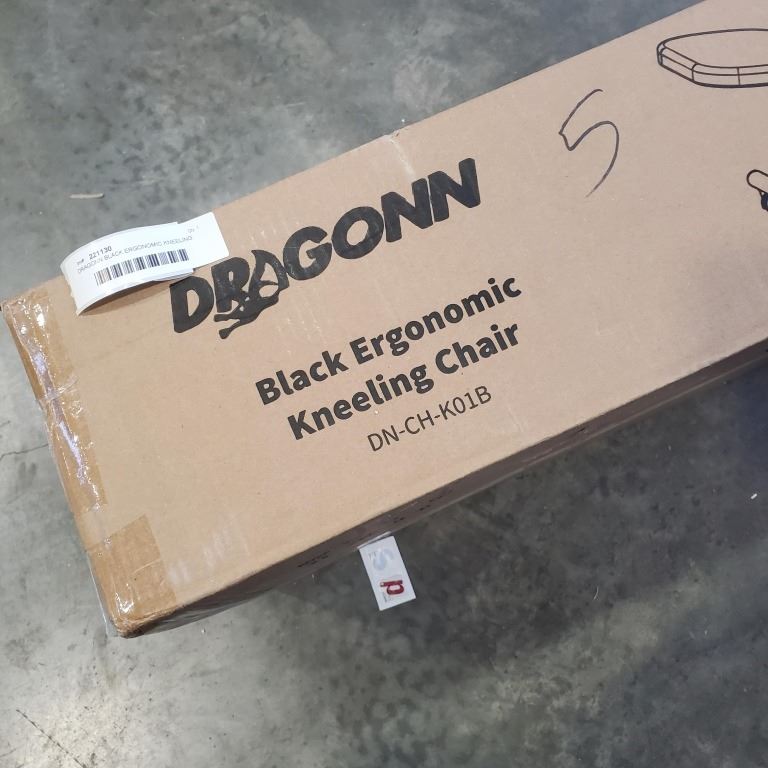 221130
DRAGONN BLACK ERGONOMIC KNEELING
DRAGONN
5
Black Ergonomic
Kneeling Chair
DN-CH-K01B